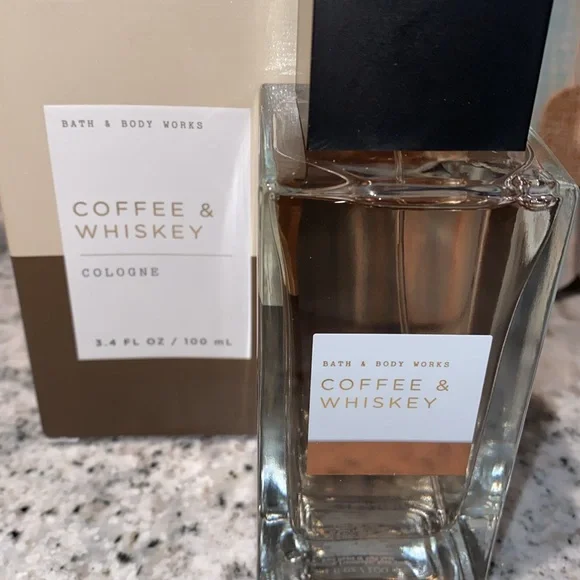 BATH & BODY WORKS
COFFEE &
WHISKEY
COLOGNE
3.4 FL OZ / 100 mL
BATH & BODY WORKS
COFFEE &
WHISKEY